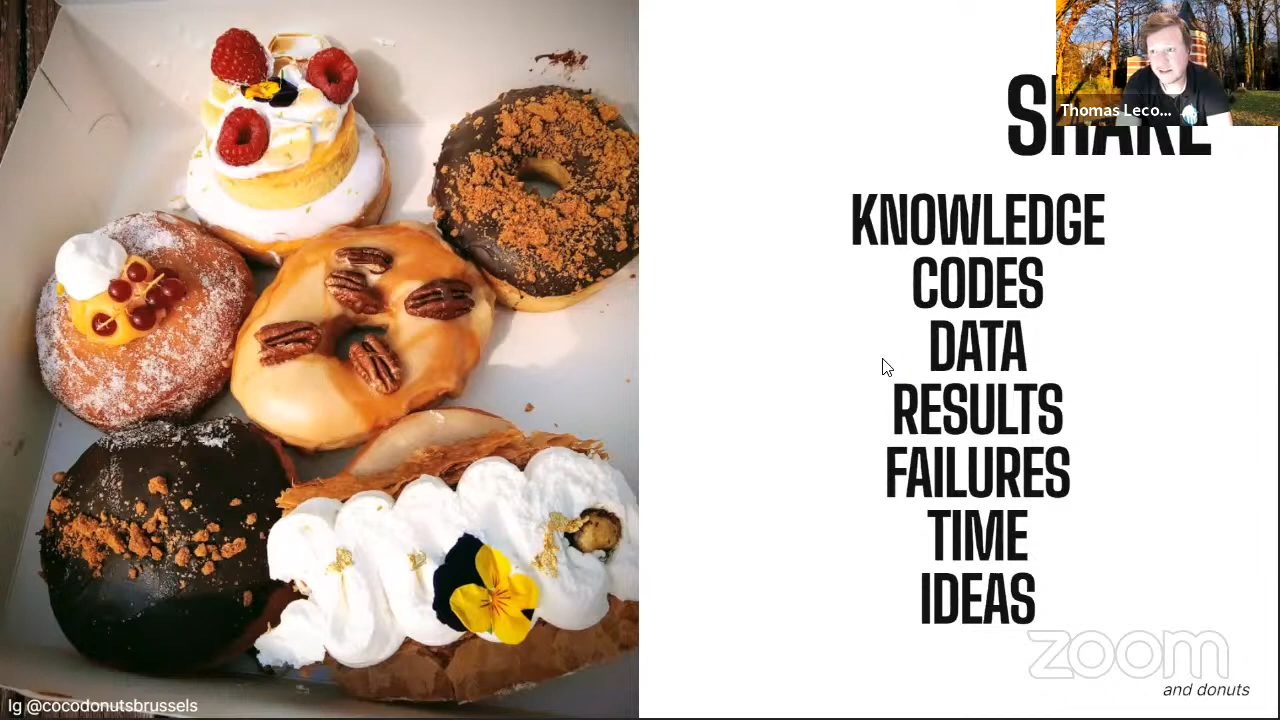 SHARE
Thomas Leco...
KNOWLEDGE
CODES
DATA
RESULTS
FAILURES
TIME
IDEAS
zoom
and donuts
Ig @cocodonutsbrussels